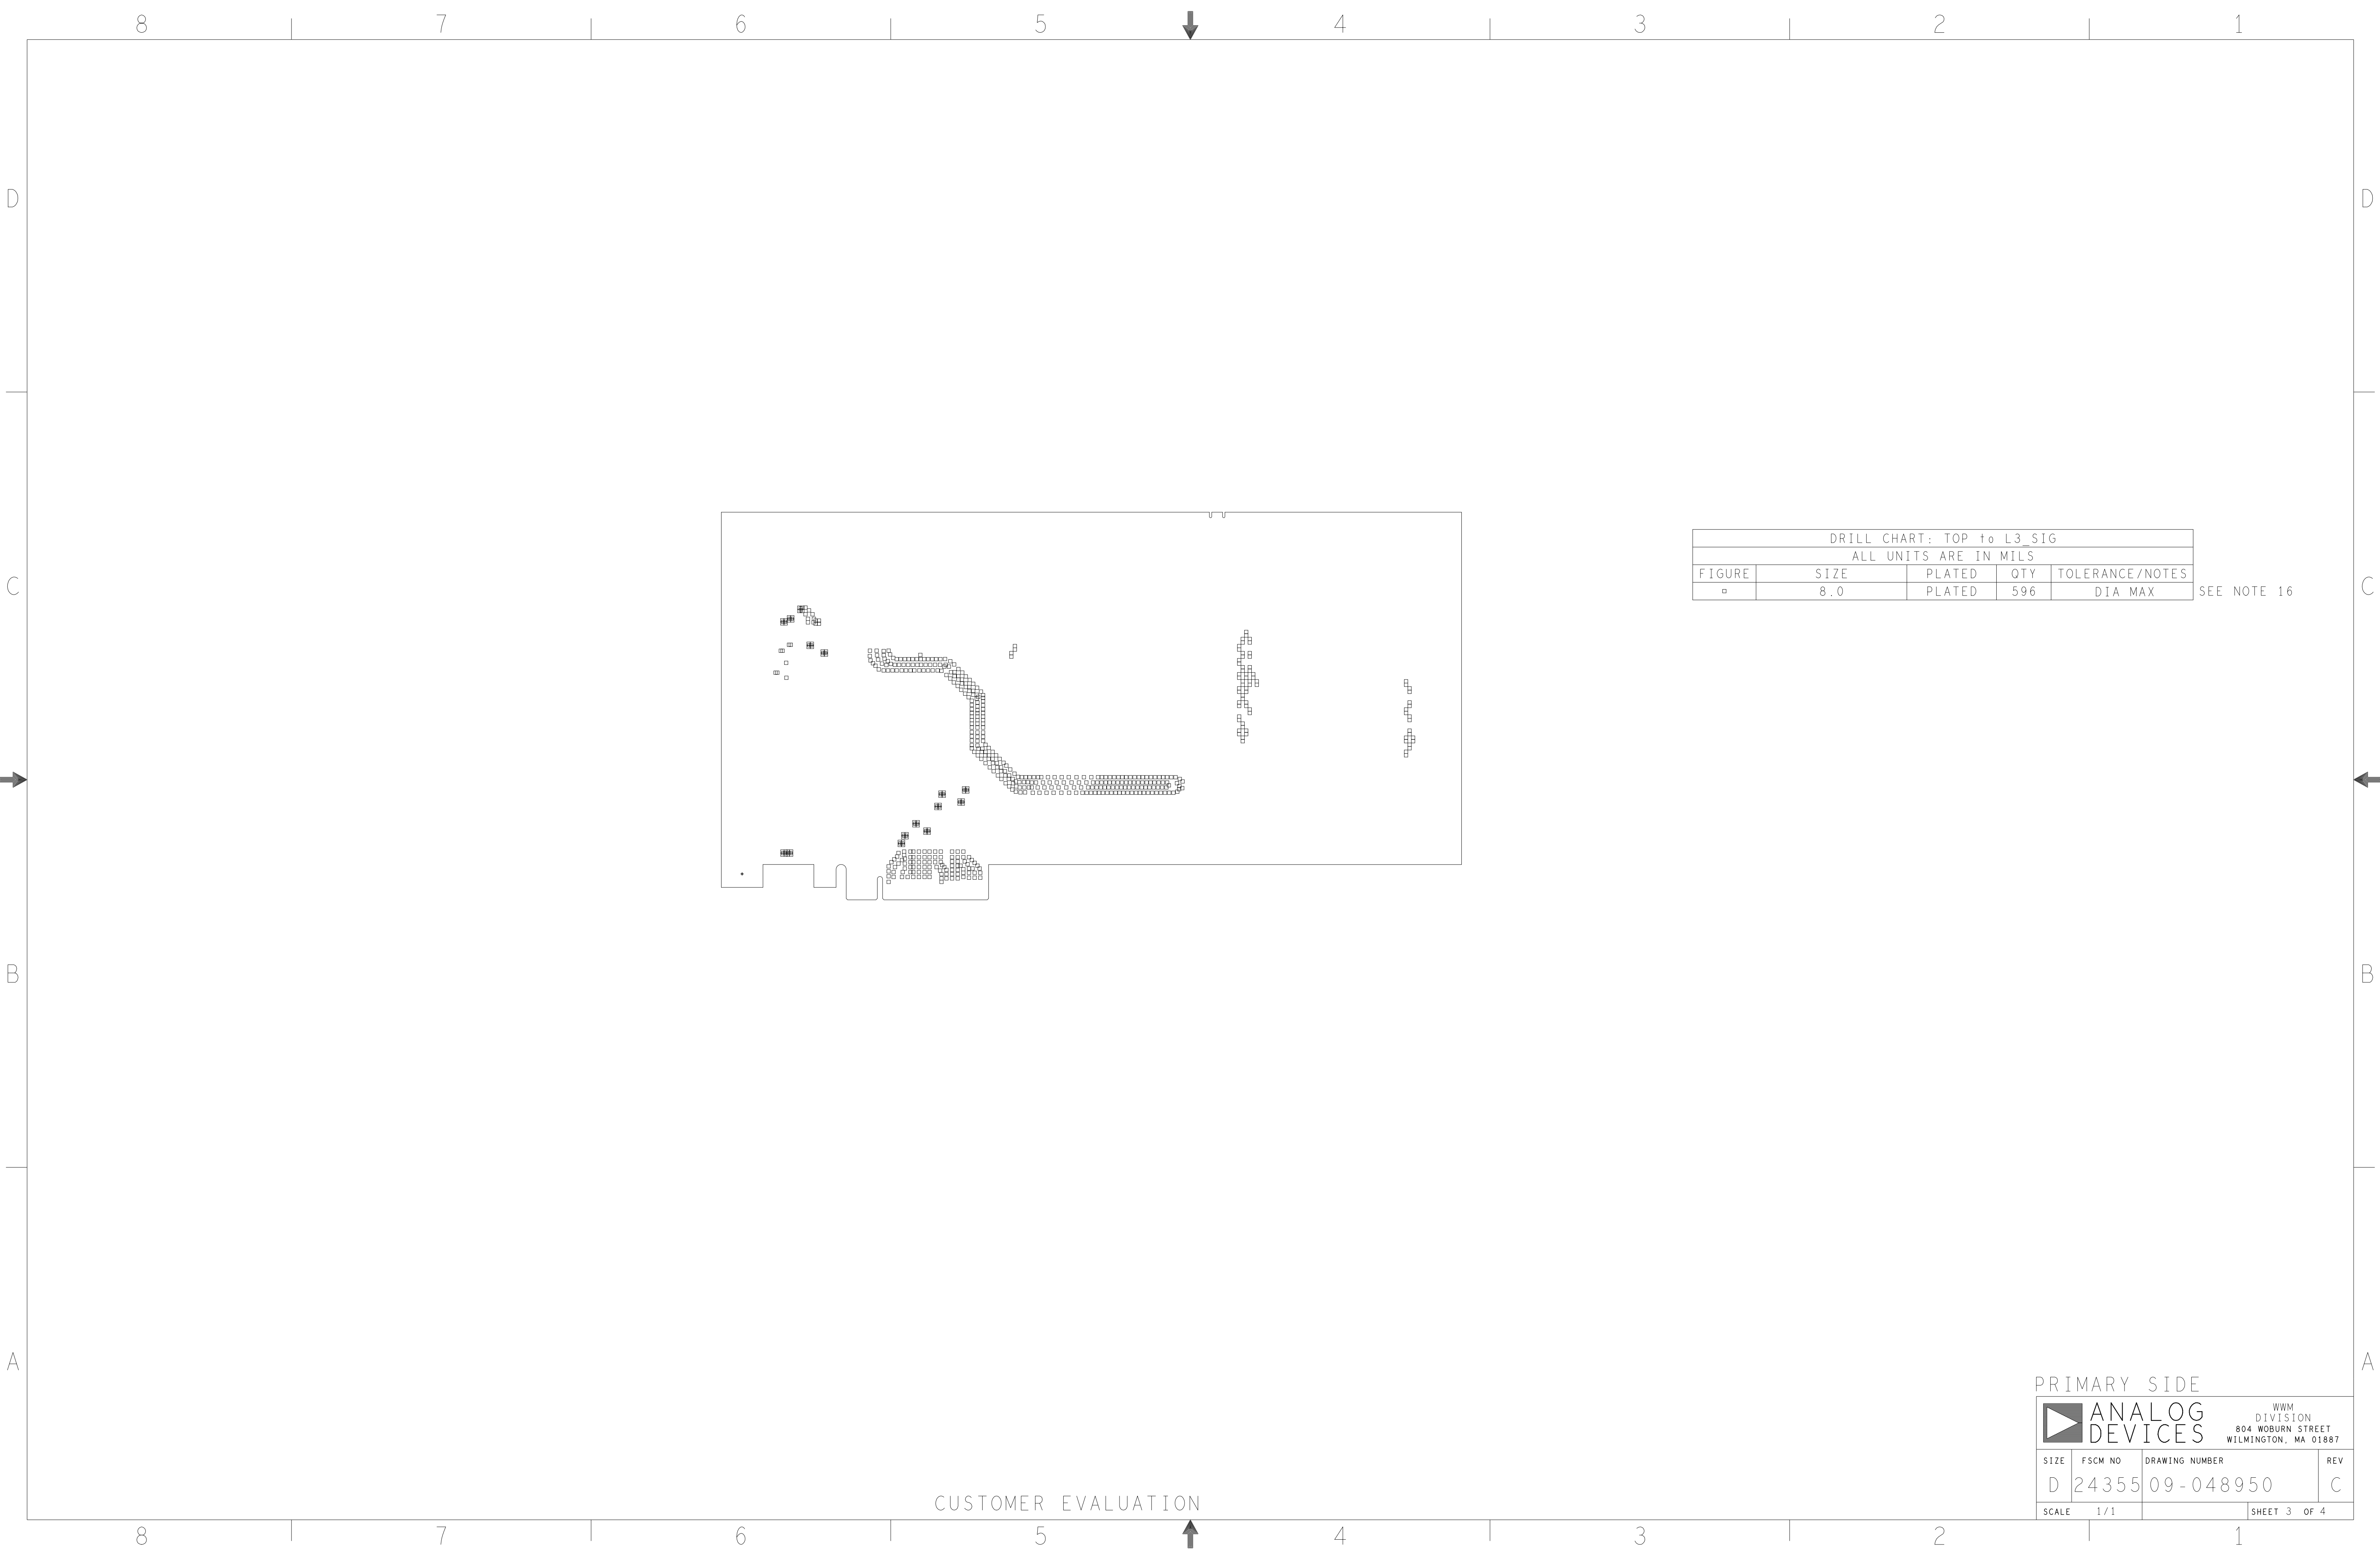 8 7 6 5 4 3 2 1
D D
DRILL CHART: TOP to L3_SIG
ALL UNITS ARE IN MILS
FIGURE SIZE PLATED QTY TOLERANCE/NOTES
8.0 PLATED 596 DIA MAX SEE NOTE 16
C C
B B
A A
PRIMARY SIDE
ANALOG
DEVICES
WWM
DIVISION
804 WOBURN STREET
WILMINGTON, MA 01887
SIZE FSCM NO DRAWING NUMBER REV
D 24355 09-048950 C
SCALE 1/1 SHEET 3 OF 4
CUSTOMER EVALUATION
8 7 6 5 4 3 2 1